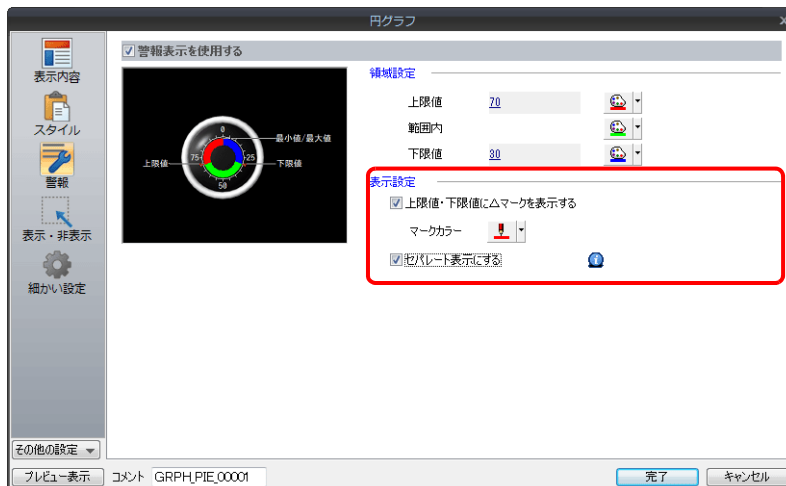 円グラフ
表示内容
スタイル
警報
表示・非表示
細かい設定
その他の設定
警報表示を使用する
0
最小値/最大値
上限値
75
25
下限値
50
領域設定
上限値 70
範囲内
下限値 30
表示設定
上限値・下限値に△マークを表示する
マークカラー
セパレート表示にする
プレビュー表示 コメント GRPH_PIE_00001 完了 キャンセル